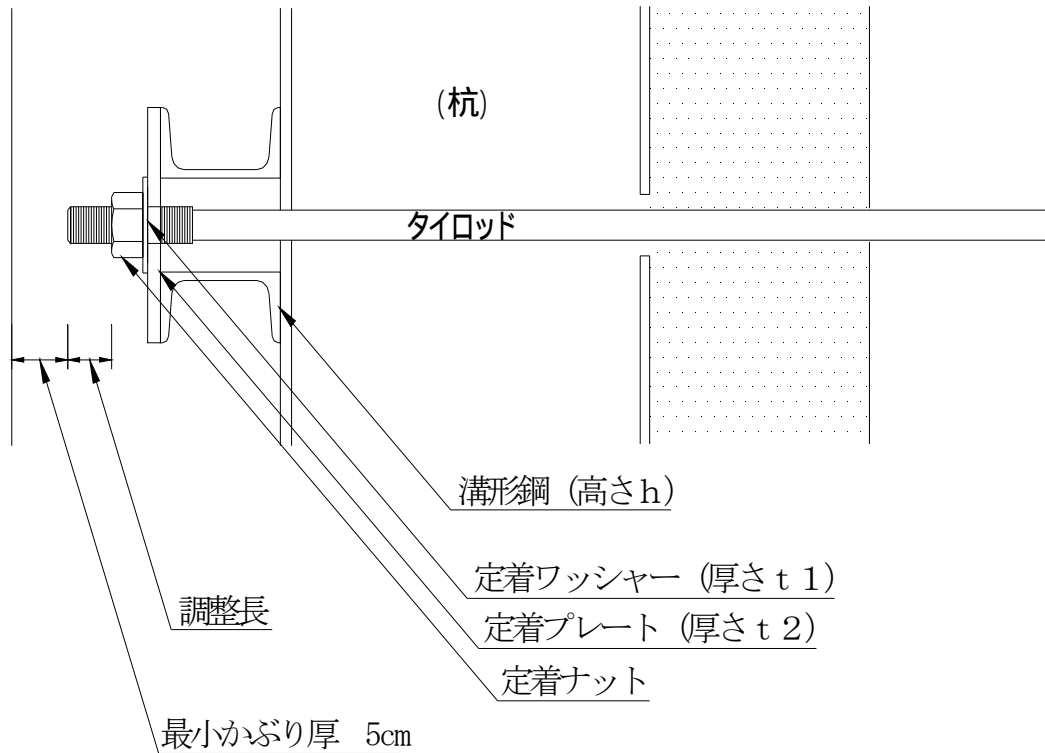 (杭)
タイロッド
溝形鋼 (高さh)
定着ワッシャー (厚さt1)
調整長
定着プレート (厚さt2)
定着ナット
最小かぶり厚 5cm